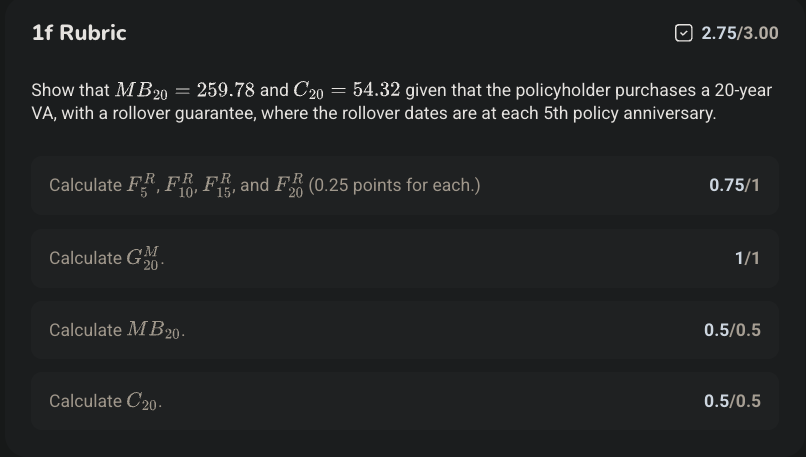 1f Rubric
2.75/3.00
Show that $MB_{20} = 259.78$ and $C_{20} = 54.32$ given that the policyholder purchases a 20-year
VA, with a rollover guarantee, where the rollover dates are at each 5th policy anniversary.
Calculate $F_5^R$, $F_{10}^R$, $F_{15}^R$, and $F_{20}^R$ (0.25 points for each.)
0.75/1
Calculate $G_{20}^M$.
1/1
Calculate $MB_{20}$.
0.5/0.5
Calculate $C_{20}$.
0.5/0.5